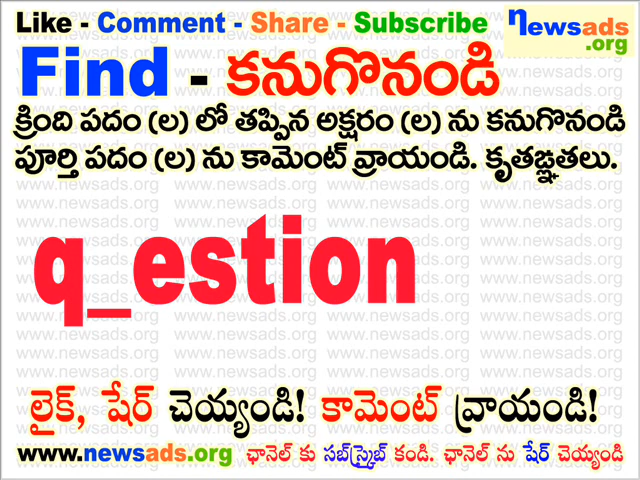 Like - Comment - Share - Subscribe
newsads
.org
Find - కనుగొనండి
క్రింది పదం (ల) లో తప్పిన అక్షరం (ల) ను కనుగొనండి
పూర్తి పదం (ల) ను కామెంట్ వ్రాయండి. కృతఙ్ఞతలు.
q_estion
లైక్, షేర్ చెయ్యండి! కామెంట్ వ్రాయండి!
www.newsads.org ఛానెల్ కు సబ్‌స్క్రైబ్ కండి. ఛానెల్ ను షేర్ చెయ్యండి